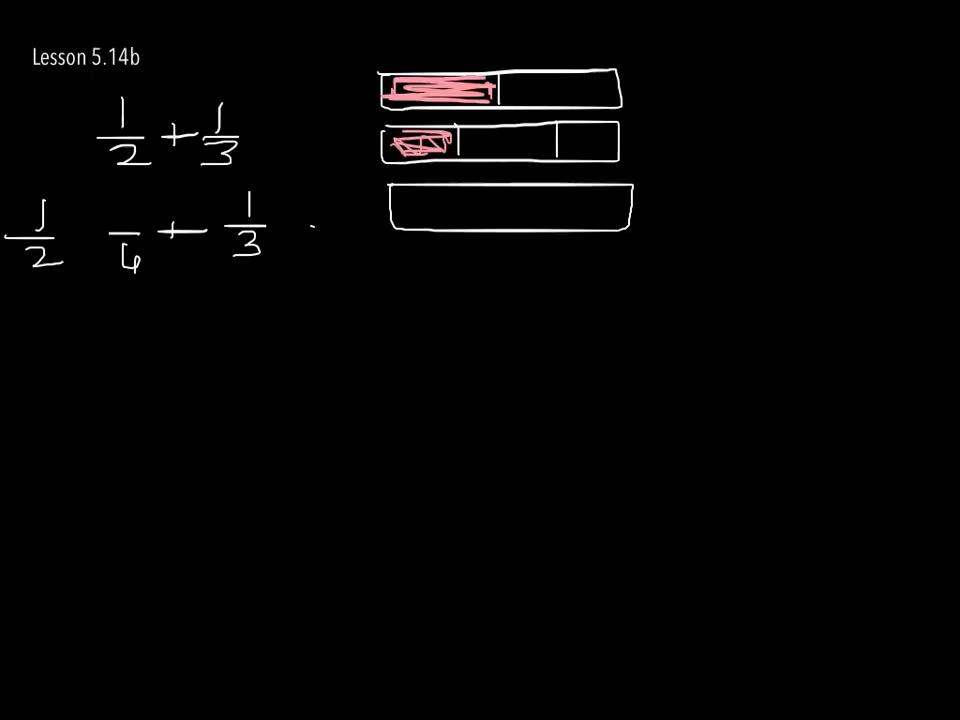 Lesson 5.14b
1/2 + 1/3
1/2 /6 + 1/3